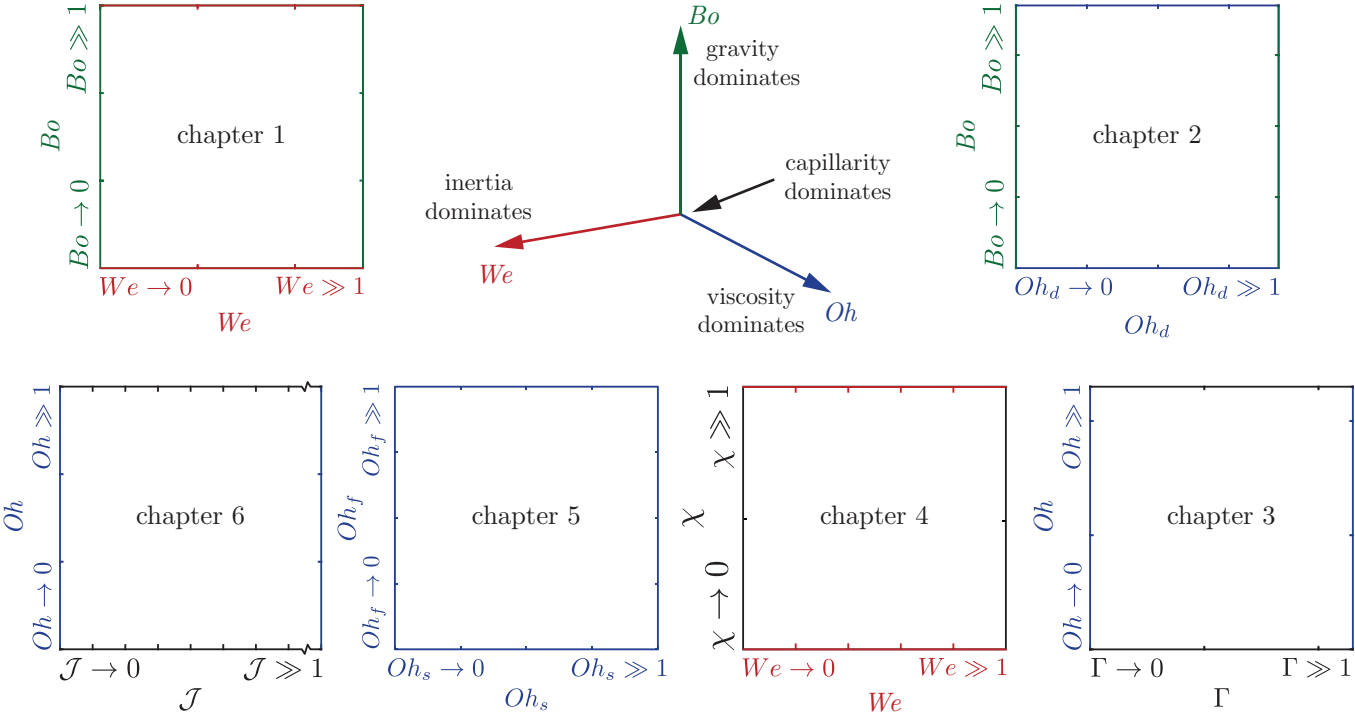 Bo ≫ 1
Bo
Bo → 0
chapter 1
We → 0
We ≫ 1
We
Bo
gravity
dominates
capillarity
dominates
inertia
dominates
We
viscosity
dominates
Oh
Bo ≫ 1
Bo
Bo → 0
chapter 2
Oh_d → 0
Oh_d ≫ 1
Oh_d
Oh ≫ 1
Oh
Oh → 0
chapter 6
𝒥 → 0
𝒥 ≫ 1
𝒥
Oh_f ≫ 1
Oh_f
Oh_f → 0
chapter 5
Oh_s → 0
Oh_s ≫ 1
Oh_s
χ ≫ 1
χ
χ → 0
chapter 4
We → 0
We ≫ 1
We
Oh ≫ 1
Oh
Oh → 0
chapter 3
Γ → 0
Γ ≫ 1
Γ